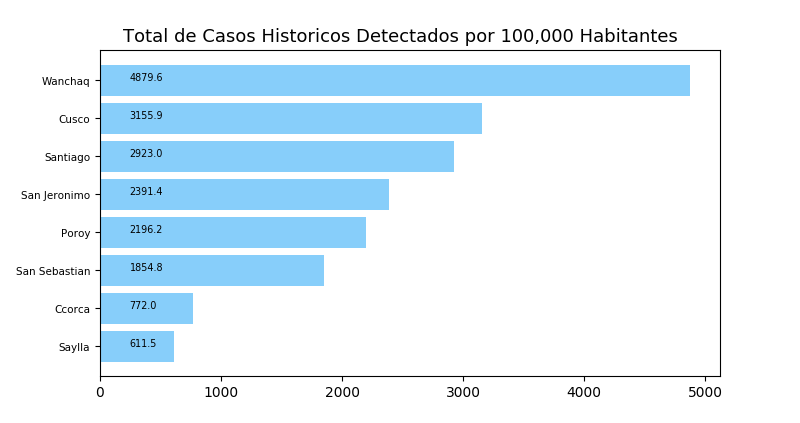 Total de Casos Historicos Detectados por 100,000 Habitantes
Wanchaq 4879.6
Cusco 3155.9
Santiago 2923.0
San Jeronimo 2391.4
Poroy 2196.2
San Sebastian 1854.8
Ccorca 772.0
Saylla 611.5
0 1000 2000 3000 4000 5000